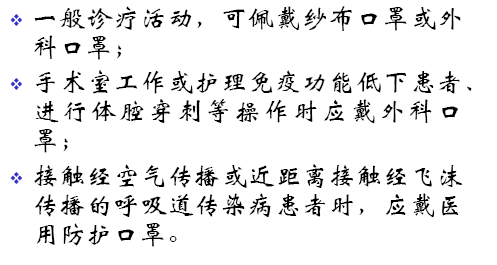 一般诊疗活动，可佩戴纱布口罩或外
科口罩；
手术室工作或护理免疫功能低下患者、
进行体腔穿刺等操作时应戴外科口
罩；
接触经空气传播或近距离接触经飞沫
传播的呼吸道传染病患者时，应戴医
用防护口罩。